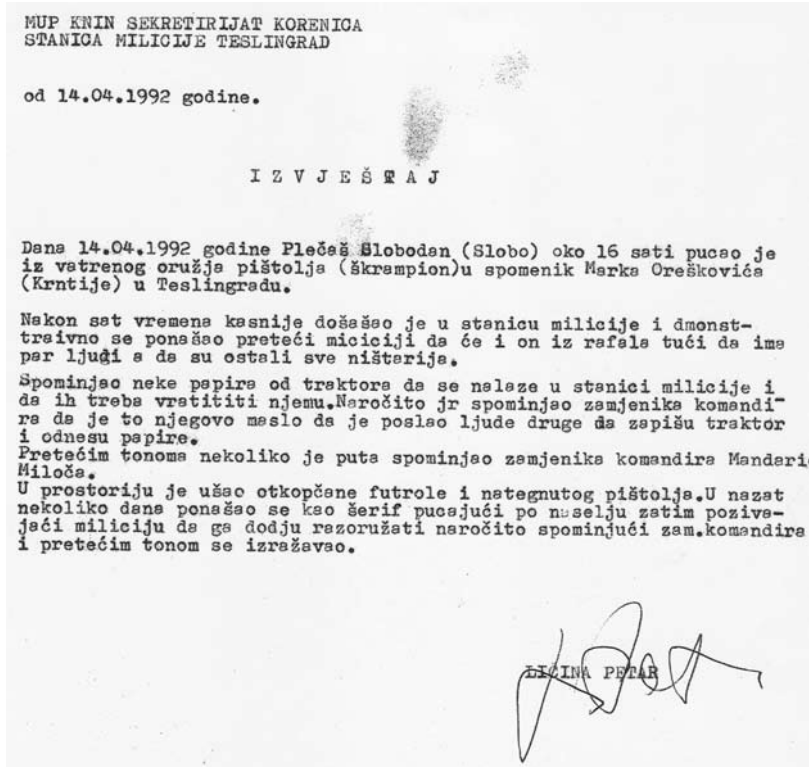 MUP KNIN SEKRETIRIJAT KORENICA
STANICA MILICIJE TESLINGRAD
od 14.04.1992 godine.
I Z V J E Š T A J
Dana 14.04.1992 godine Plečaš Slobodan (Slobo) oko 16 sati pucao je
iz vatrenog oružja pištolja (škrampion)u spomenik Marka Oreškovića
(Krntije) u Teslingradu.
Nakon sat vremena kasnije došašao je u stanicu milicije i dmonst-
traivno se ponašao preteći miciciji da će i on iz rafala tući da ima
par ljudi a da su ostali sve ništarija.
Spominjao neke papira od traktora da se nalaze u stanici milicije i
da ih treba vratititi njemu.Naročito jr spominjao zamjenika komandi-
ra da je to njegovo maslo da je poslao ljude druge da zapišu traktor
i odnesu papire.
Pretećim tonoma nekoliko je puta spominjao zamjenika komandira Mandarić
Miloča.
U prostoriju je ušao otkopčane futrole i nategnutog pištolja.U nazat
nekoliko dana ponašao se kao šerif pucajući po naselju zatim poziva-
jaći miliciju da ga dodju razoružati naročito spominjući zam.komandira
i pretećim tonom se izražavao.
LIČINA PETAR